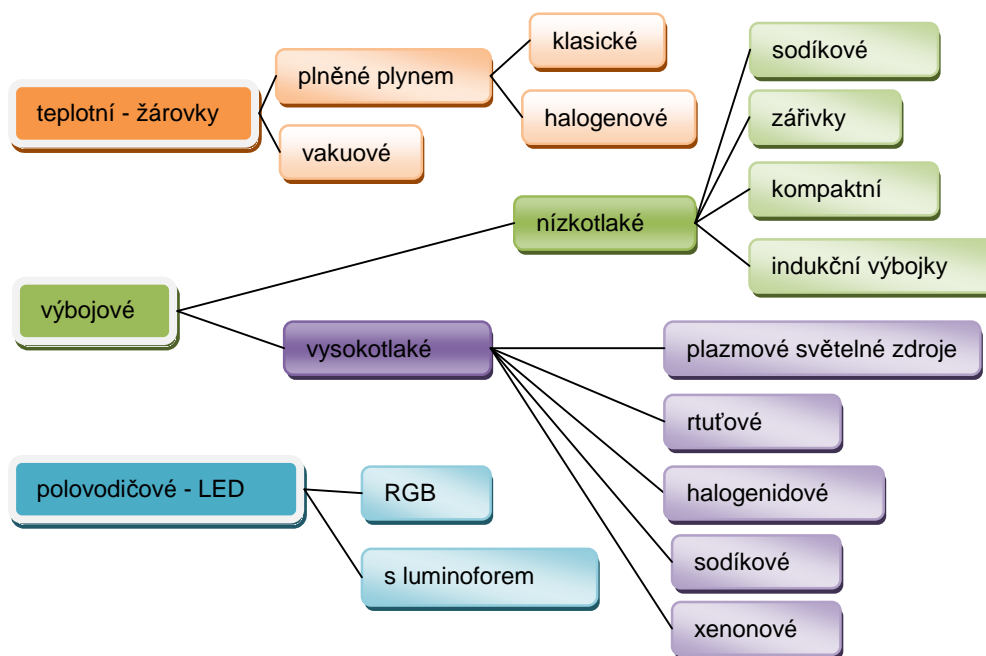 teplotní - žárovky
plněné plynem
klasické
halogenové
vakuové
výbojové
nízkotlaké
sodíkové
zářivky
kompaktní
indukční výbojky
vysokotlaké
plazmové světelné zdroje
rtuťové
halogenidové
sodíkové
xenonové
polovodičové - LED
RGB
s luminoforem